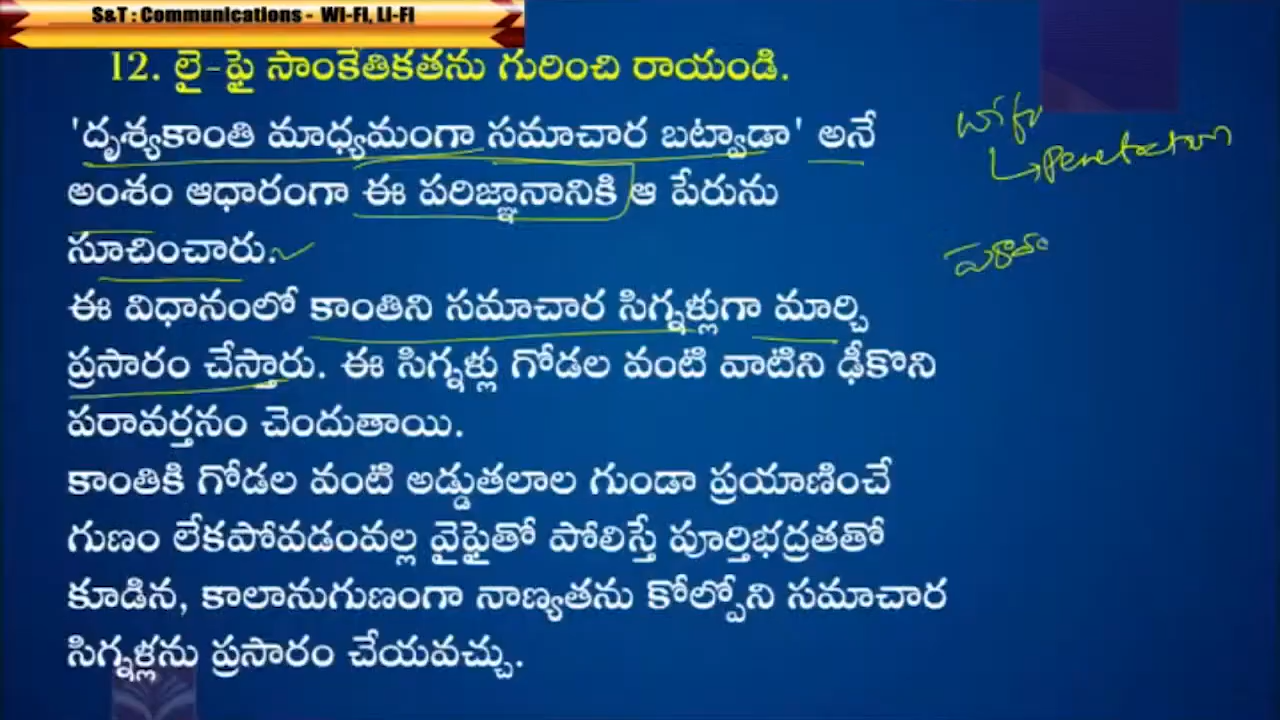 S&T : Communications - WI-FI, LI-FI
12. లై-ఫై సాంకేతికతను గురించి రాయండి.
'దృశ్యకాంతి మాధ్యమంగా సమాచార బట్వాడా' అనే
అంశం ఆధారంగా ఈ పరిజ్ఞానానికి ఆ పేరును
సూచించారు.
ఈ విధానంలో కాంతిని సమాచార సిగ్నళ్లుగా మార్చి
ప్రసారం చేస్తారు. ఈ సిగ్నళ్లు గోడల వంటి వాటిని ఢీకొని
పరావర్తనం చెందుతాయి.
కాంతికి గోడల వంటి అడ్డుతలాల గుండా ప్రయాణించే
గుణం లేకపోవడంవల్ల వైఫైతో పోలిస్తే పూర్తిభద్రతతో
కూడిన, కాలానుగుణంగా నాణ్యతను కోల్పోని సమాచార
సిగ్నళ్లను ప్రసారం చేయవచ్చు.